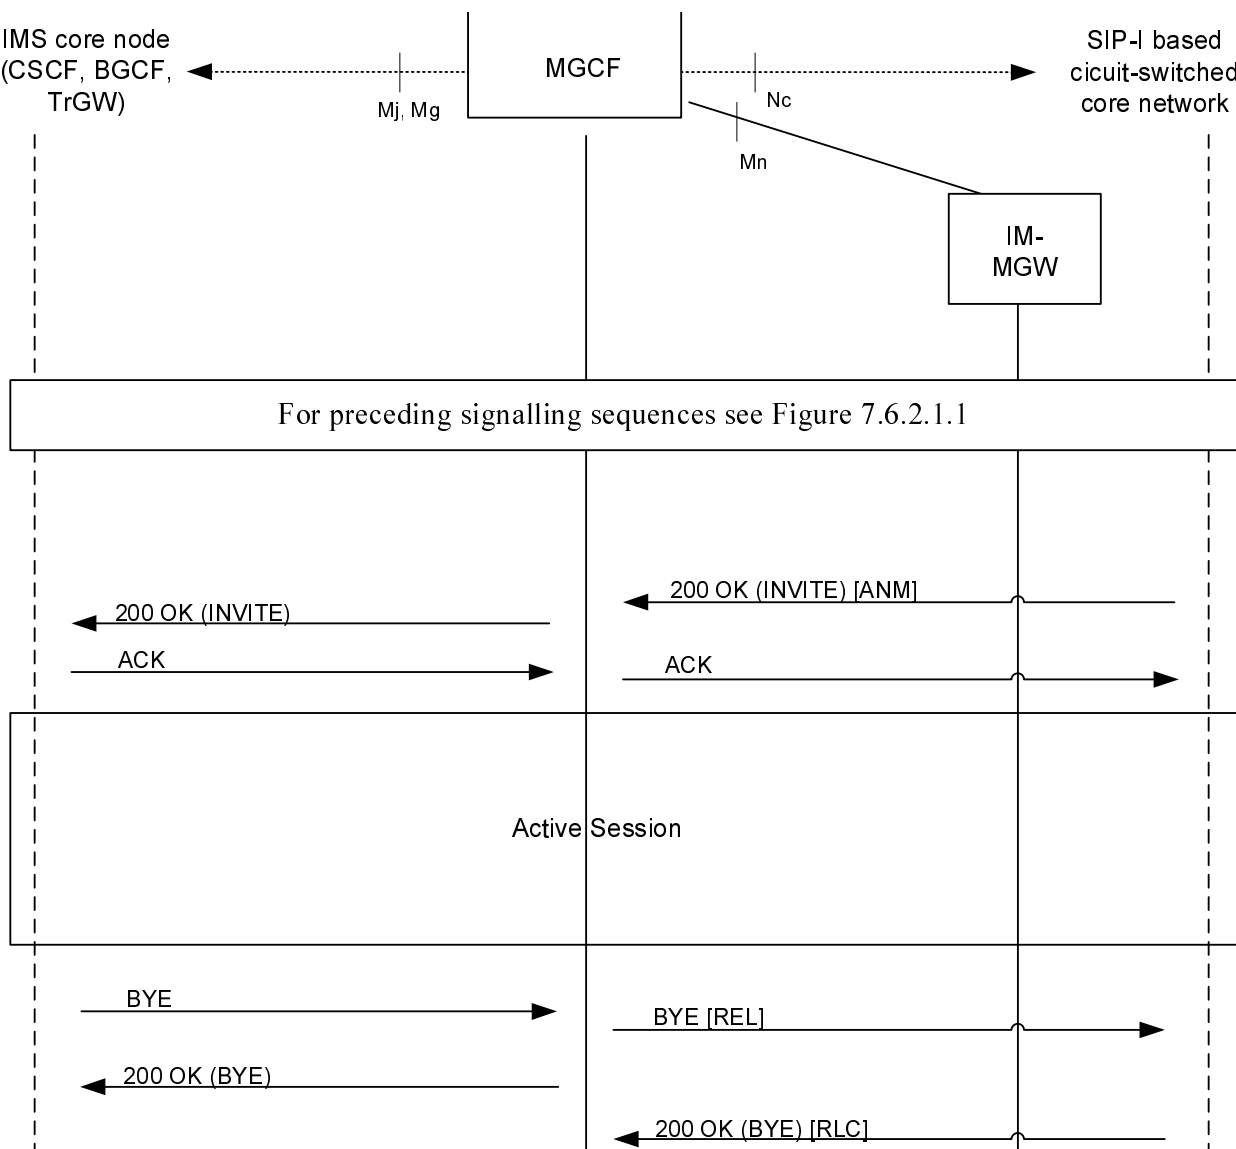 IMS core node
(CSCF, BGCF,
TrGW)
Mj, Mg
MGCF
Nc
Mn
SIP-I based
cicuit-switched
core network
IM-
MGW
For preceding signalling sequences see Figure 7.6.2.1.1
200 OK (INVITE) [ANM]
200 OK (INVITE)
ACK
ACK
Active Session
BYE
BYE [REL]
200 OK (BYE)
200 OK (BYE) [RLC]